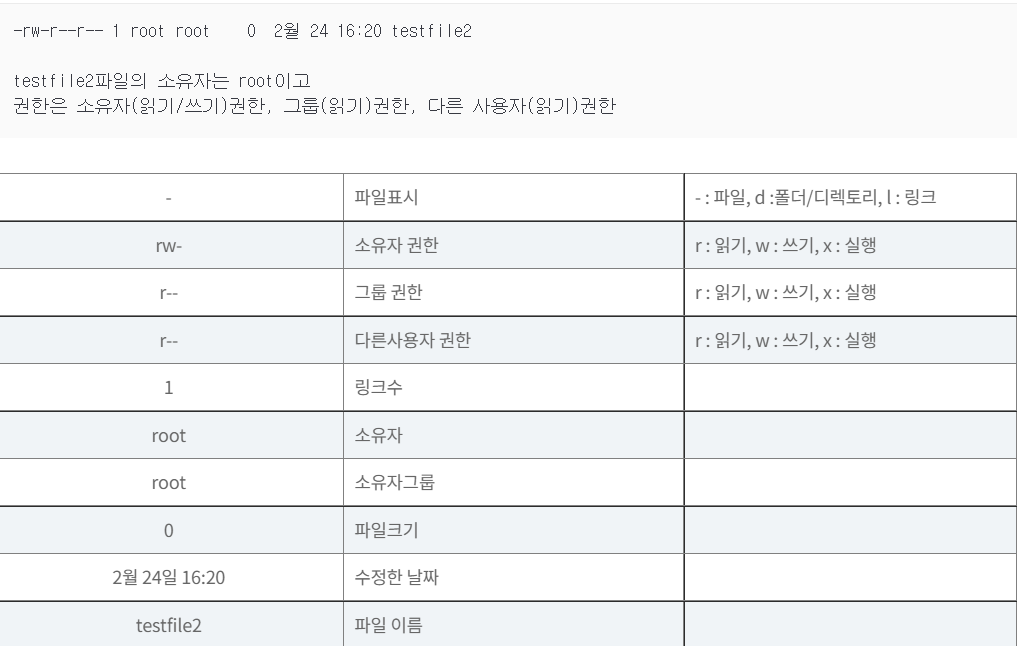 -rw-r--r-- 1 root root    0  2월 24 16:20 testfile2
testfile2파일의 소유자는 root이고
권한은 소유자(읽기/쓰기)권한, 그룹(읽기)권한, 다른 사용자(읽기)권한
- 파일표시 - : 파일, d :폴더/디렉토리, l : 링크
rw- 소유자 권한 r : 읽기, w : 쓰기, x : 실행
r-- 그룹 권한 r : 읽기, w : 쓰기, x : 실행
r-- 다른사용자 권한 r : 읽기, w : 쓰기, x : 실행
1 링크수
root 소유자
root 소유자그룹
0 파일크기
2월 24일 16:20 수정한 날짜
testfile2 파일 이름